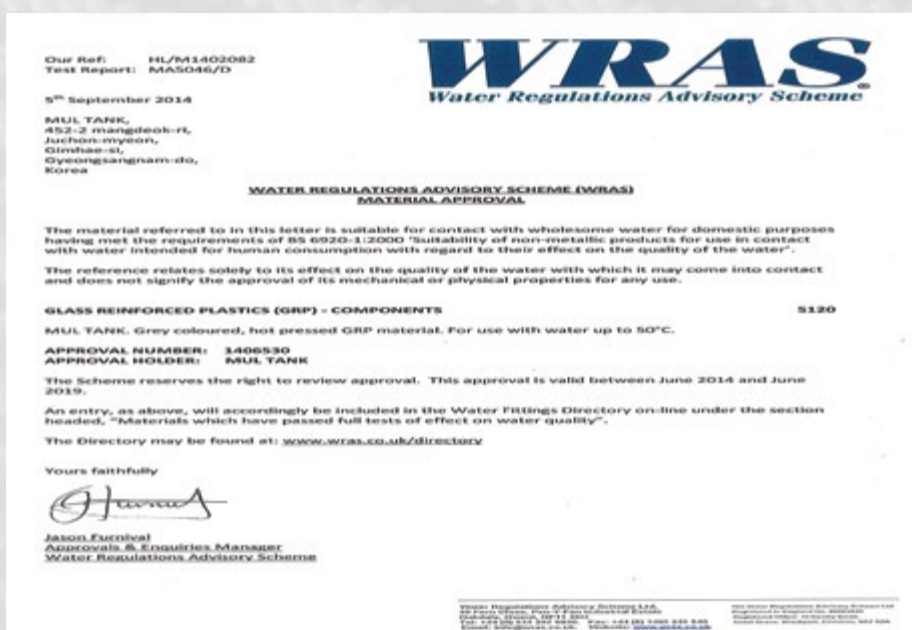 Our Ref: HL/M1402082
Test Report: MA5046/D
WRAS®
Water Regulations Advisory Scheme
5th September 2014
MUL TANK,
452-2 mangdeok-ri,
Juchon-myeon,
Gimhae-si,
Gyeongsangnam-do,
Korea
WATER REGULATIONS ADVISORY SCHEME (WRAS)
MATERIAL APPROVAL
The material referred to in this letter is suitable for contact with wholesome water for domestic purposes
having met the requirements of BS 6920-1:2000 'Suitability of non-metallic products for use in contact
with water intended for human consumption with regard to their effect on the quality of the water'.
The reference relates solely to its effect on the quality of the water with which it may come into contact
and does not signify the approval of its mechanical or physical properties for any use.
GLASS REINFORCED PLASTICS (GRP) - COMPONENTS 5120
MUL TANK. Grey coloured, hot pressed GRP material. For use with water up to 50°C.
APPROVAL NUMBER: 1406530
APPROVAL HOLDER: MUL TANK
The Scheme reserves the right to review approval. This approval is valid between June 2014 and June
2019.
An entry, as above, will accordingly be included in the Water Fittings Directory on-line under the section
headed, "Materials which have passed full tests of effect on water quality".
The Directory may be found at: www.wras.co.uk/directory
Yours faithfully
Jason Furnival
Approvals & Enquiries Manager
Water Regulations Advisory Scheme
Water Regulations Advisory Scheme Ltd.